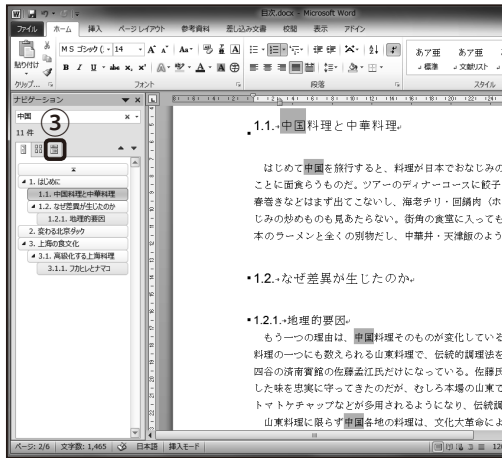 目次.docx - Microsoft Word
ファイル ホーム 挿入 ページ レイアウト 参考資料 差し込み文書 校閲 表示 アドイン
ＭＳ ゴシック ( 14
貼り付け
B I U abc x₂ x²
あア亜 あア亜 あア
標準 文献リスト
クリップ... フォント 段落 スタイル
ナビゲーション
中国
11 件
③
1. はじめに
1.1. 中国料理と中華料理
1.2. なぜ差異が生じたのか
1.2.1. 地理的要因
2. 変わる北京ダック
3. 上海の食文化
3.1. 高級化する上海料理
3.1.1. フカヒレとナマコ
1.1. 中国料理と中華料理
はじめて中国を旅行すると、料理が日本でおなじみの
ことに面食らうものだ。ツアーのディナーコースに餃子
春巻きなどはまず出てこないし、海老チリ・回鍋肉（ホ
じみの炒めものも見あたらない。街角の食堂に入っても
本のラーメンと全くの別物だし、中華丼・天津飯のよう
1.2. なぜ差異が生じたのか
1.2.1. 地理的要因
もう一つの理由は、中国料理そのものが変化している
料理の一つにも数えられる山東料理で、伝統的調理法を
四谷の済南賓館の佐藤孟江氏だけになっている。佐藤氏
した味を忠実に守ってきたのだが、むしろ本場の山東で
トマトケチャップなどが多用されるようになり、伝統調
山東料理に限らず中国各地の料理は、文化大革命によ
ページ: 2/6 文字数: 1,465 日本語 挿入モード 120